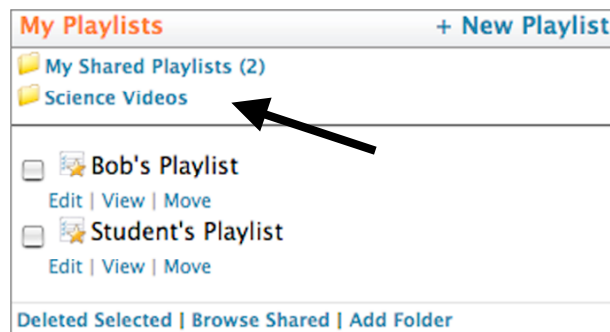 My Playlists + New Playlist
My Shared Playlists (2)
Science Videos
Bob's Playlist
Edit | View | Move
Student's Playlist
Edit | View | Move
Deleted Selected | Browse Shared | Add Folder